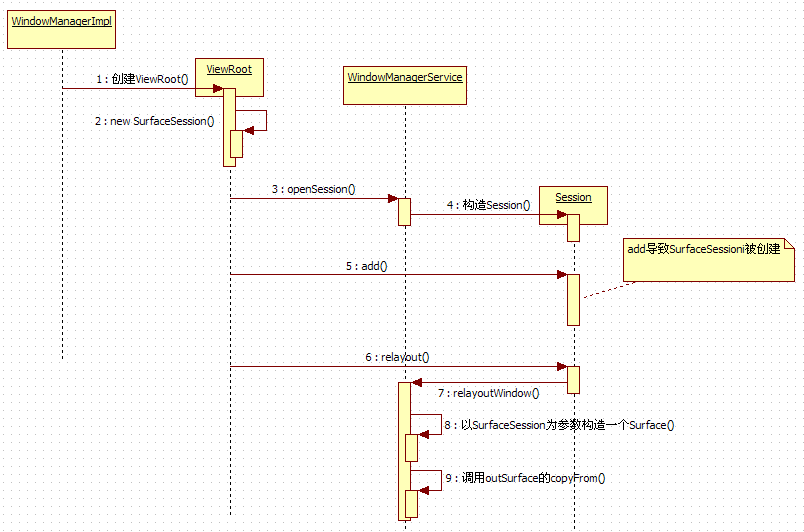 WindowManagerImpl
ViewRoot
WindowManagerService
1 : 创建ViewRoot()
2 : new SurfaceSession()
3 : openSession()
4 : 构造Session()
Session
add导致SurfaceSessioni被创建
5 : add()
6 : relayout()
7 : relayoutWindow()
8 : 以SurfaceSession为参数构造一个Surface()
9 : 调用outSurface的copyFrom()